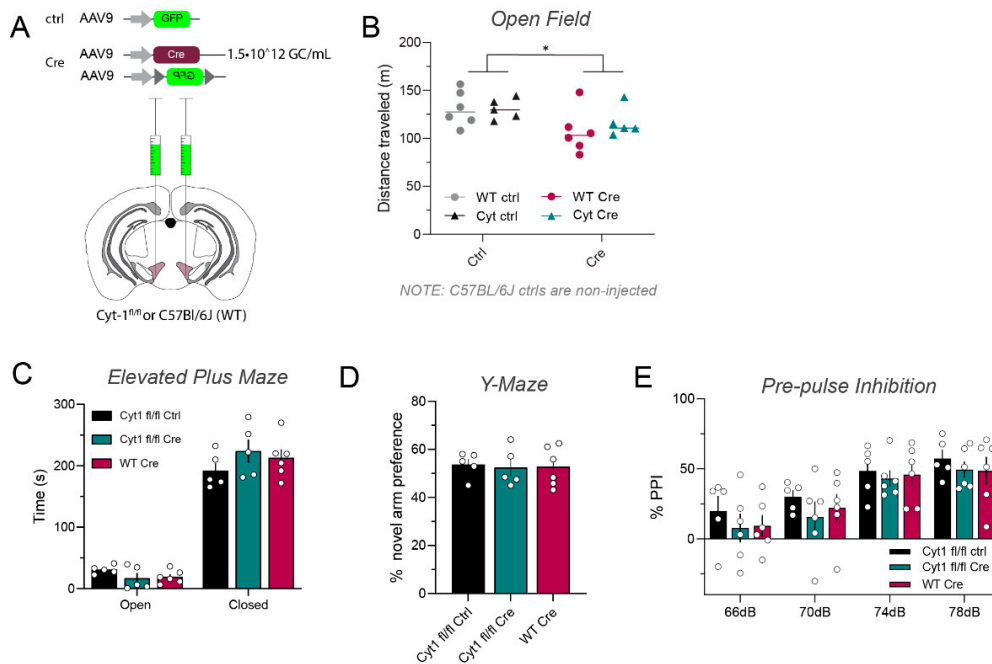 A
ctrl AAV9 GFP
Cre AAV9 Cre 1.5•10^12 GC/mL
AAV9 GFP
Cyt-1fl/fl or C57Bl/6J (WT)
B
Open Field
*
Distance traveled (m)
200
150
100
50
0
WT ctrl WT Cre
Cyt ctrl Cyt Cre
Ctrl Cre
NOTE: C57BL/6J ctrls are non-injected
C
Elevated Plus Maze
Time (s)
300
200
100
0
Cyt1 fl/fl Ctrl
Cyt1 fl/fl Cre
WT Cre
Open Closed
D
Y-Maze
% novel arm preference
80
60
40
20
0
Cyt1 fl/fl Ctrl
Cyt1 fl/fl Cre
WT Cre
E
Pre-pulse Inhibition
% PPI
100
50
0
Cyt1 fl/fl ctrl
Cyt1 fl/fl Cre
WT Cre
66dB 70dB 74dB 78dB